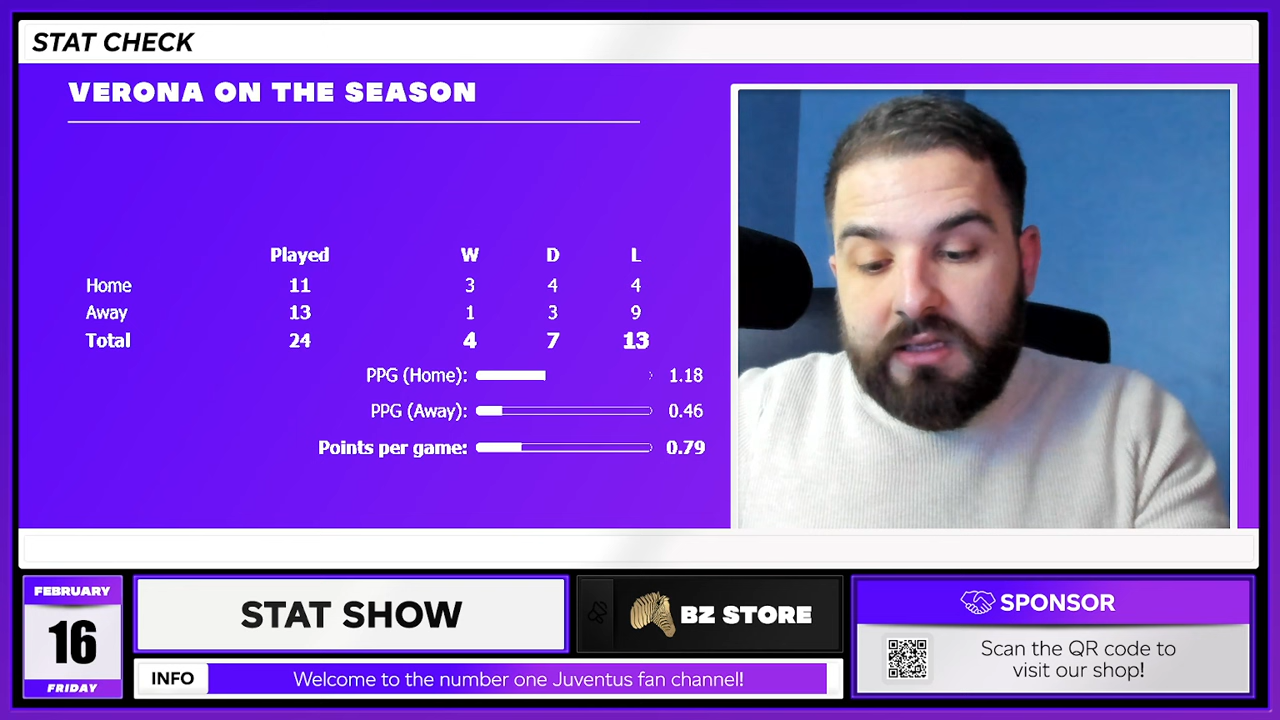 STAT CHECK
VERONA ON THE SEASON
Played W D L
Home 11 3 4 4
Away 13 1 3 9
Total 24 4 7 13
PPG (Home): 1.18
PPG (Away): 0.46
Points per game: 0.79
FEBRUARY
16
FRIDAY
STAT SHOW
BZ STORE
INFO
Welcome to the number one Juventus fan channel!
SPONSOR
Scan the QR code to
visit our shop!